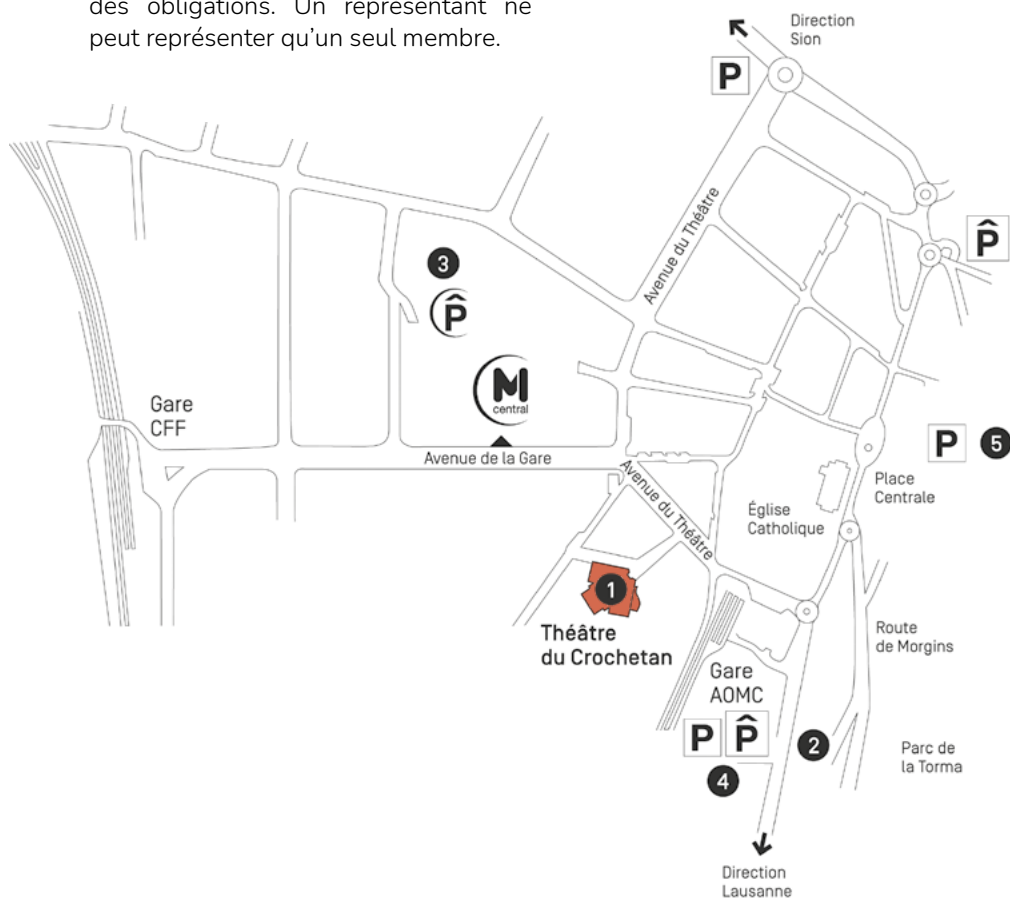 des obligations. Un représentant ne
peut représenter qu'un seul membre.
Direction
Sion
P
Avenue du Théâtre
P
3
P
M
central
Gare
CFF
Avenue de la Gare
P
5
Place
Centrale
Avenue du Théâtre
Église
Catholique
1
Théâtre
du Crochetan
Route
de Morgins
Gare
AOMC
P
P
2
4
Parc de
la Torma
Direction
Lausanne